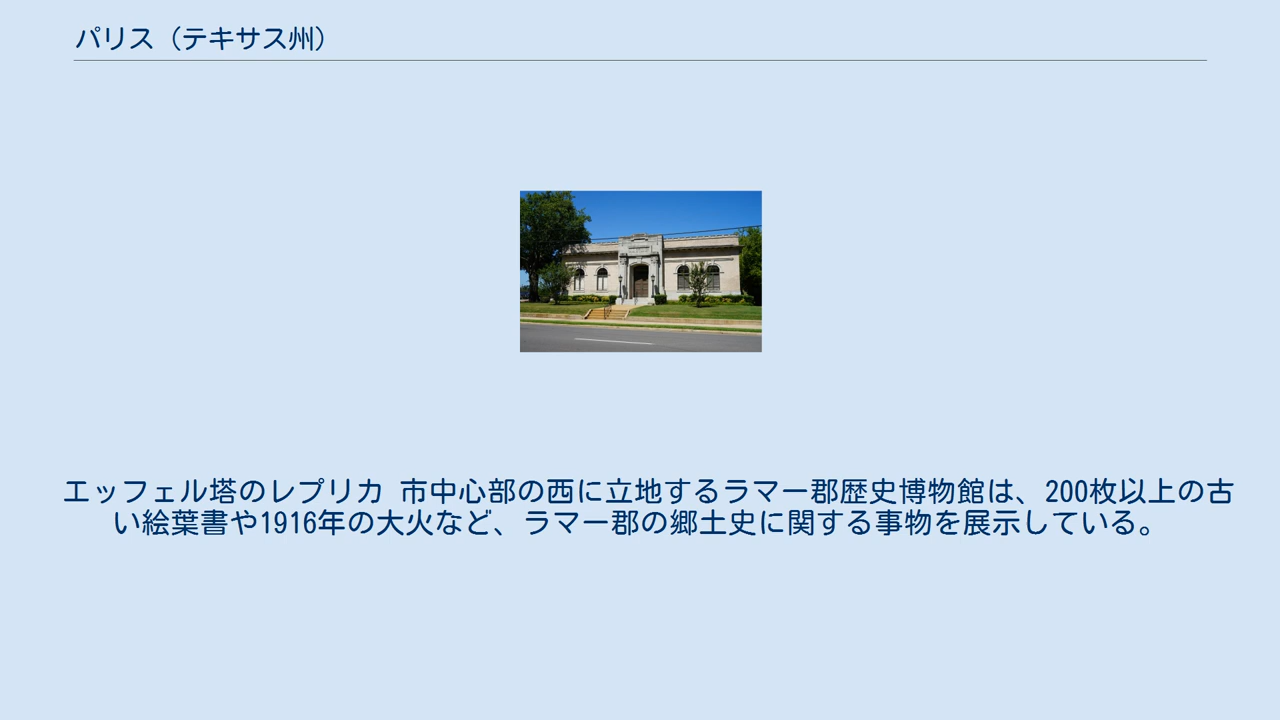 パリス（テキサス州）
エッフェル塔のレプリカ 市中心部の西に立地するラマー郡歴史博物館は、200枚以上の古
い絵葉書や1916年の大火など、ラマー郡の郷土史に関する事物を展示している。